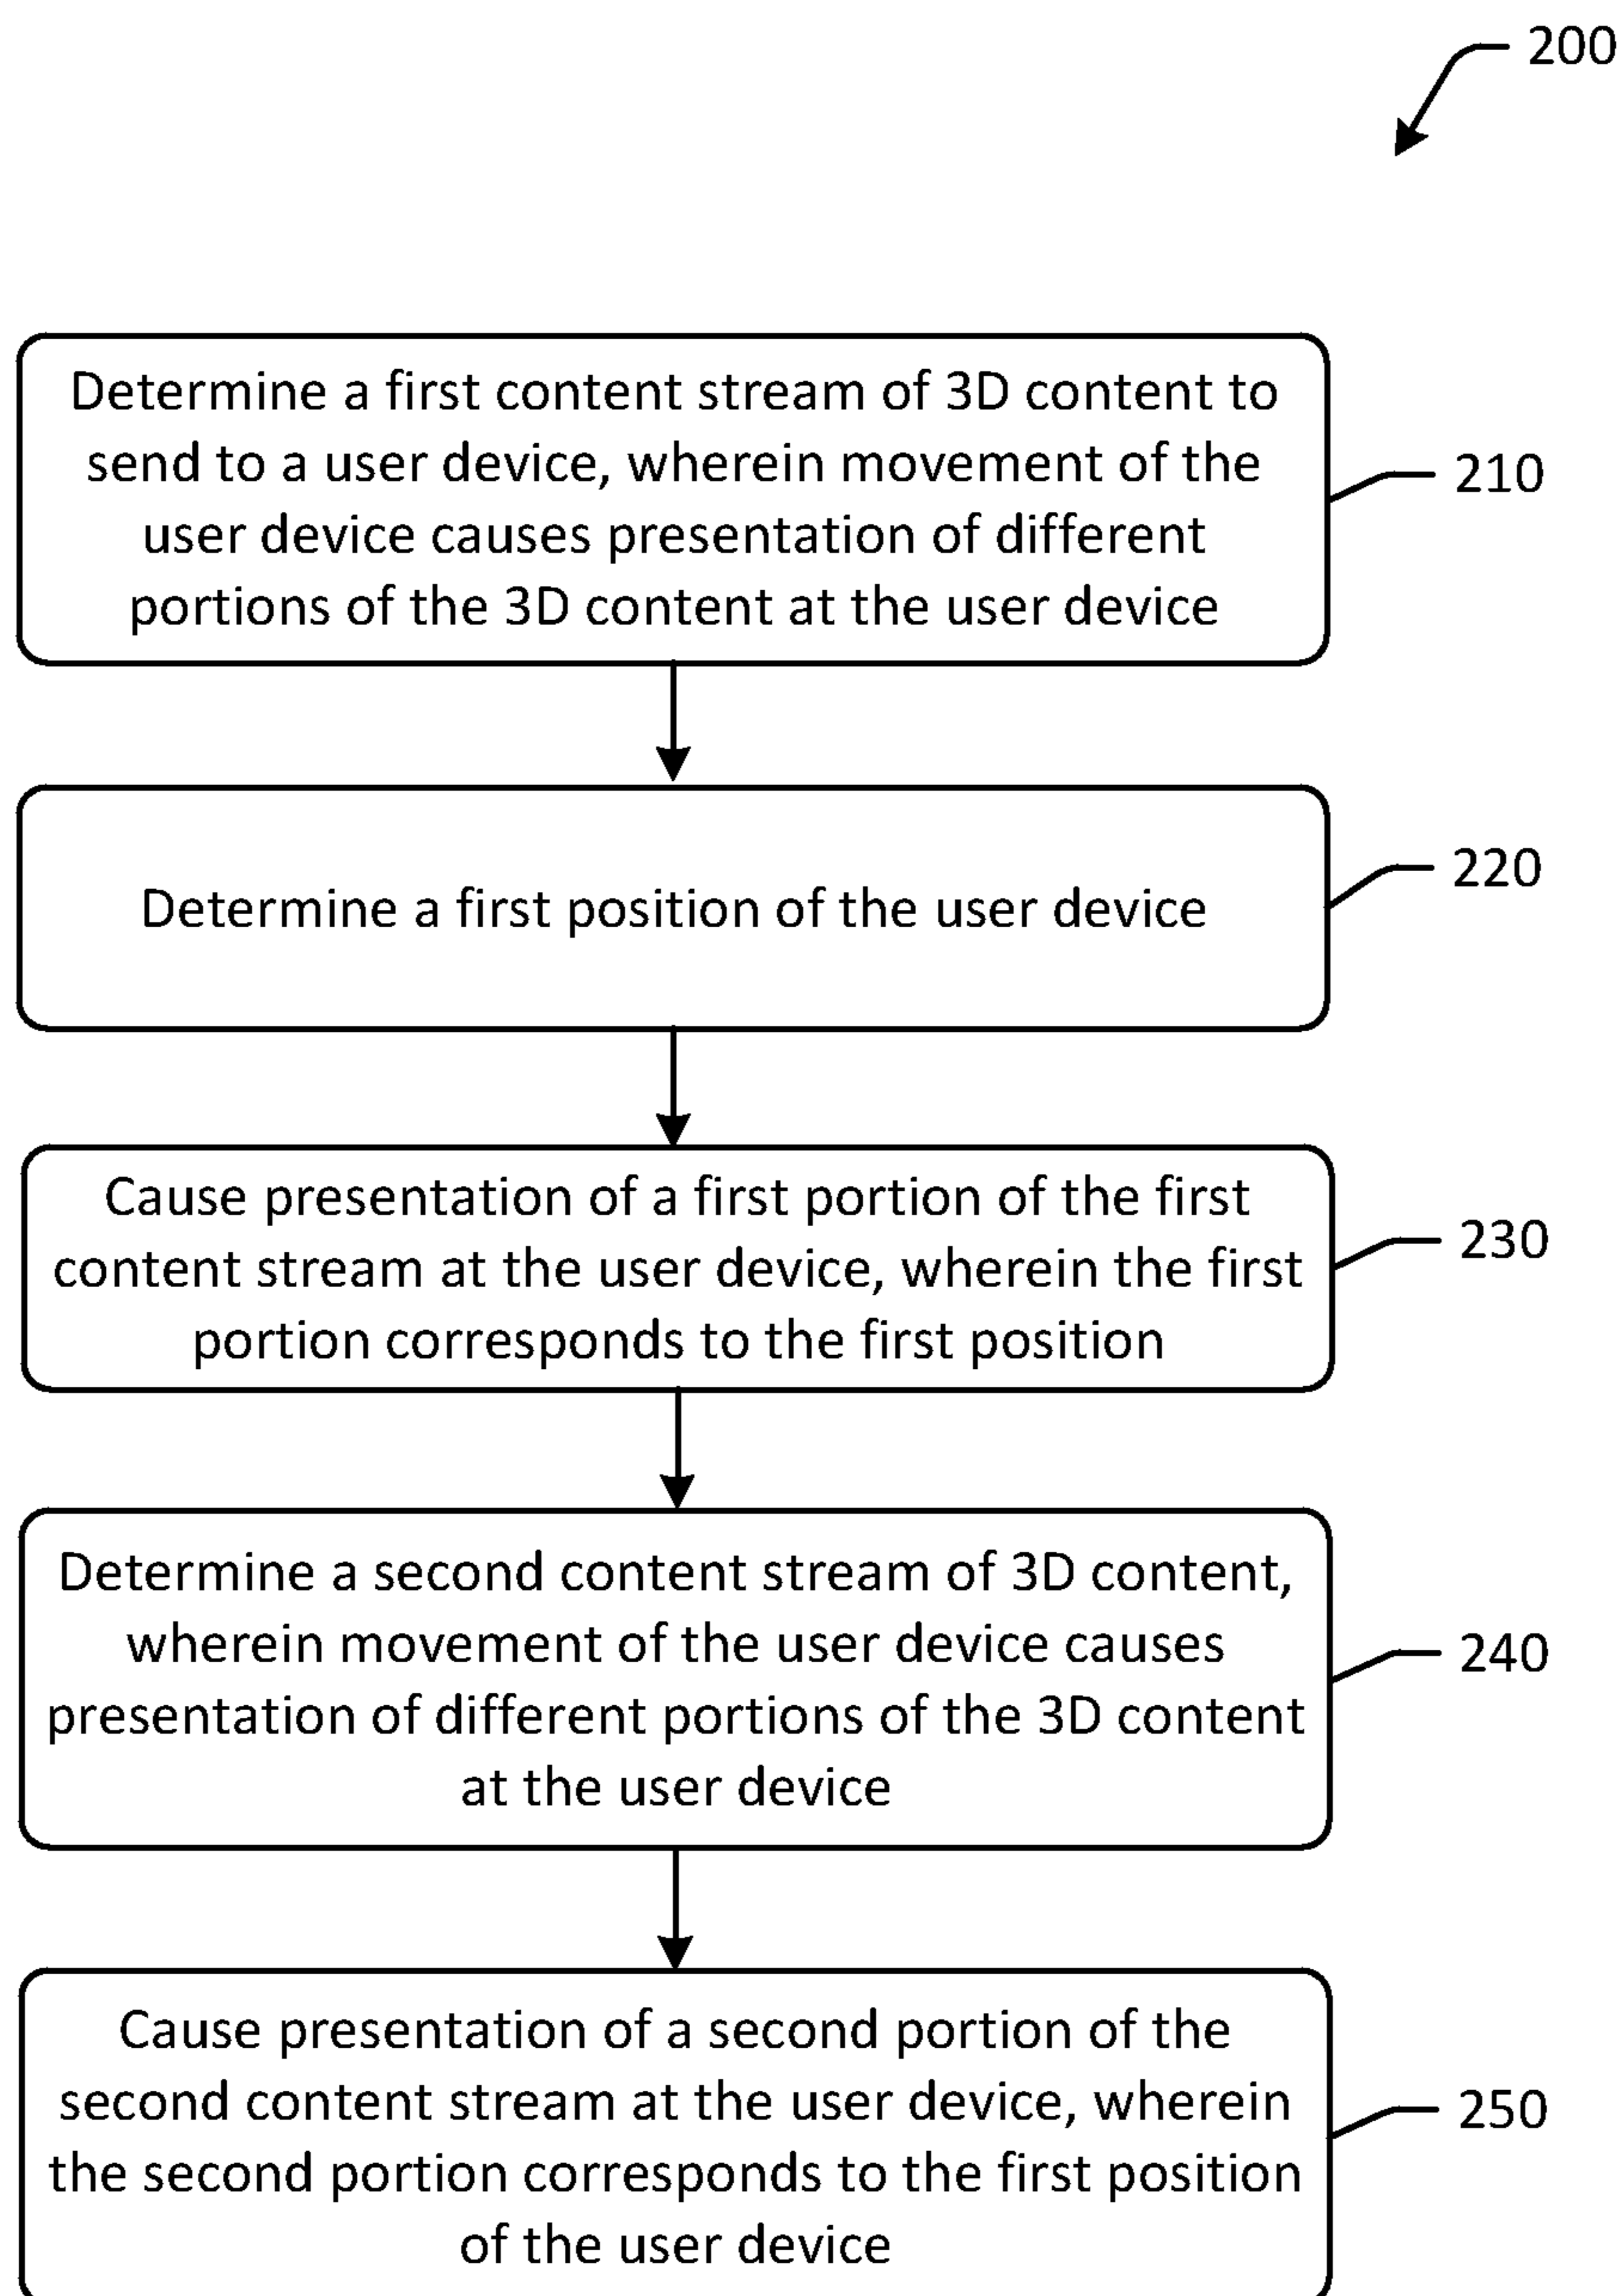 200
Determine a first content stream of 3D content to
send to a user device, wherein movement of the
user device causes presentation of different
portions of the 3D content at the user device
210
Determine a first position of the user device
220
Cause presentation of a first portion of the first
content stream at the user device, wherein the first
portion corresponds to the first position
230
Determine a second content stream of 3D content,
wherein movement of the user device causes
presentation of different portions of the 3D content
at the user device
240
Cause presentation of a second portion of the
second content stream at the user device, wherein
the second portion corresponds to the first position
of the user device
250